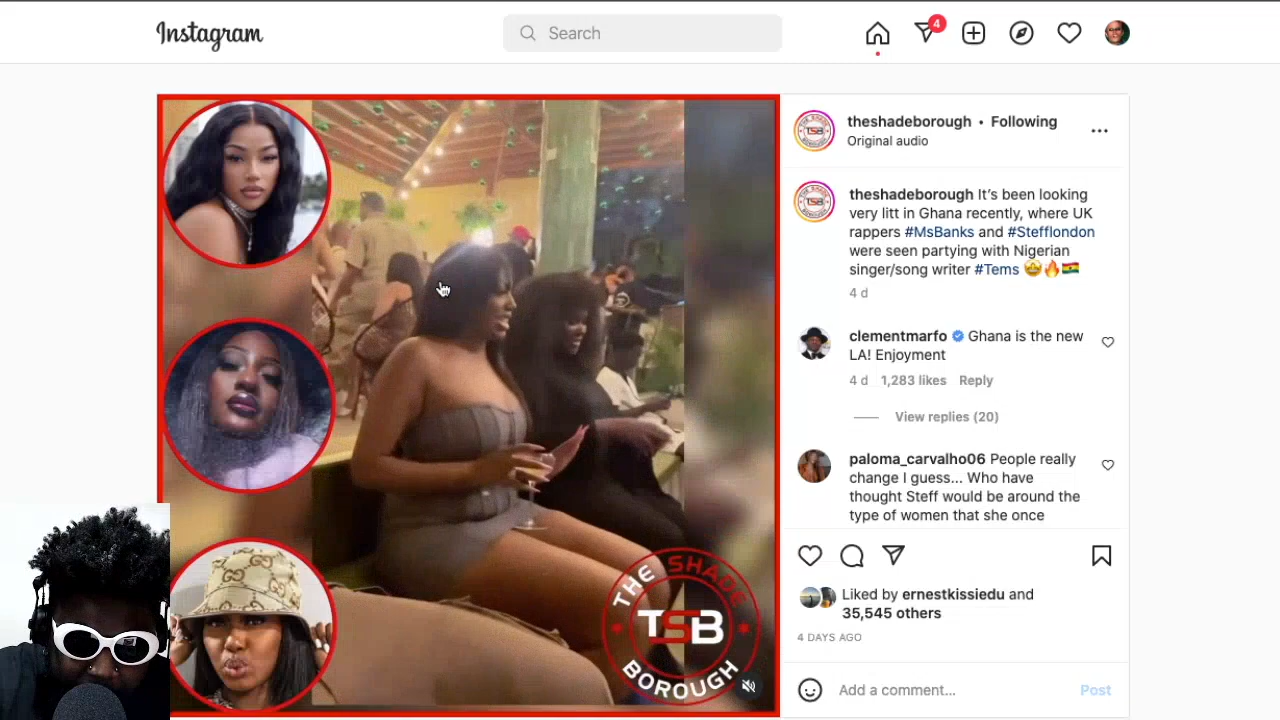 Instagram
Search
4
theshadeborough • Following
Original audio
theshadeborough It's been looking
very litt in Ghana recently, where UK
rappers #MsBanks and #Stefflondon
were seen partying with Nigerian
singer/song writer #Tems 🤩🔥🇬🇭
4 d
clementmarfo Ghana is the new
LA! Enjoyment
4 d 1,283 likes Reply
View replies (20)
paloma_carvalho06 People really
change I guess... Who have
thought Steff would be around the
type of women that she once
Liked by ernestkissiedu and
35,545 others
4 DAYS AGO
Add a comment... Post
THE SHADE
TSB
BOROUGH